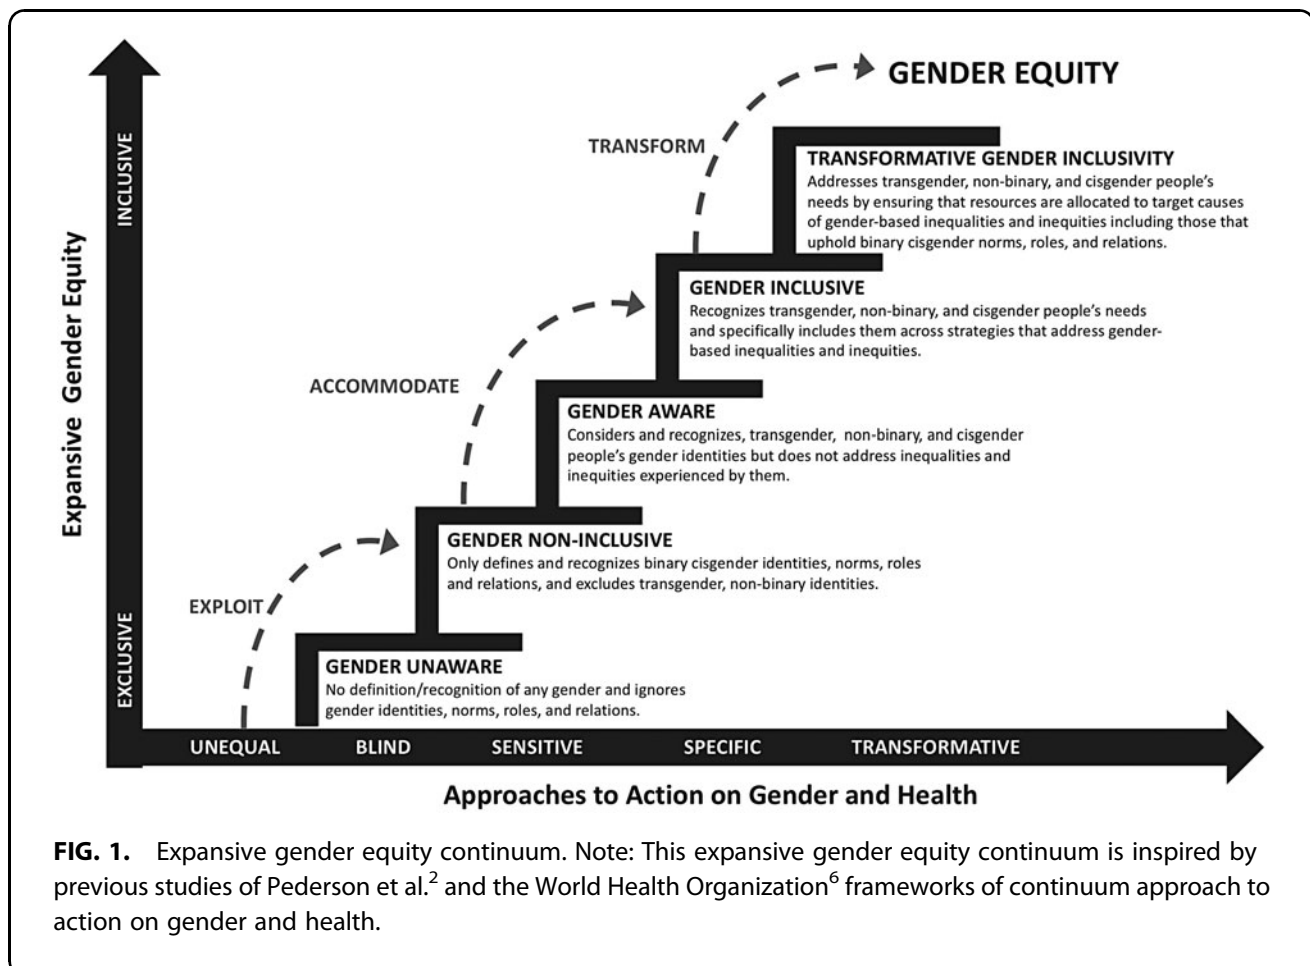 GENDER EQUITY
TRANSFORM
TRANSFORMATIVE GENDER INCLUSIVITY
Addresses transgender, non-binary, and cisgender people's
needs by ensuring that resources are allocated to target causes
of gender-based inequalities and inequities including those that
uphold binary cisgender norms, roles, and relations.
INCLUSIVE
Expansive Gender Equity
EXCLUSIVE
GENDER INCLUSIVE
Recognizes transgender, non-binary, and cisgender people's needs
and specifically includes them across strategies that address gender-
based inequalities and inequities.
ACCOMMODATE
GENDER AWARE
Considers and recognizes, transgender, non-binary, and cisgender
people's gender identities but does not address inequalities and
inequities experienced by them.
GENDER NON-INCLUSIVE
Only defines and recognizes binary cisgender identities, norms, roles
and relations, and excludes transgender, non-binary identities.
EXPLOIT
GENDER UNAWARE
No definition/recognition of any gender and ignores
gender identities, norms, roles, and relations.
UNEQUAL BLIND SENSITIVE SPECIFIC TRANSFORMATIVE
Approaches to Action on Gender and Health
FIG. 1. Expansive gender equity continuum. Note: This expansive gender equity continuum is inspired by
previous studies of Pederson et al.2 and the World Health Organization6 frameworks of continuum approach to
action on gender and health.